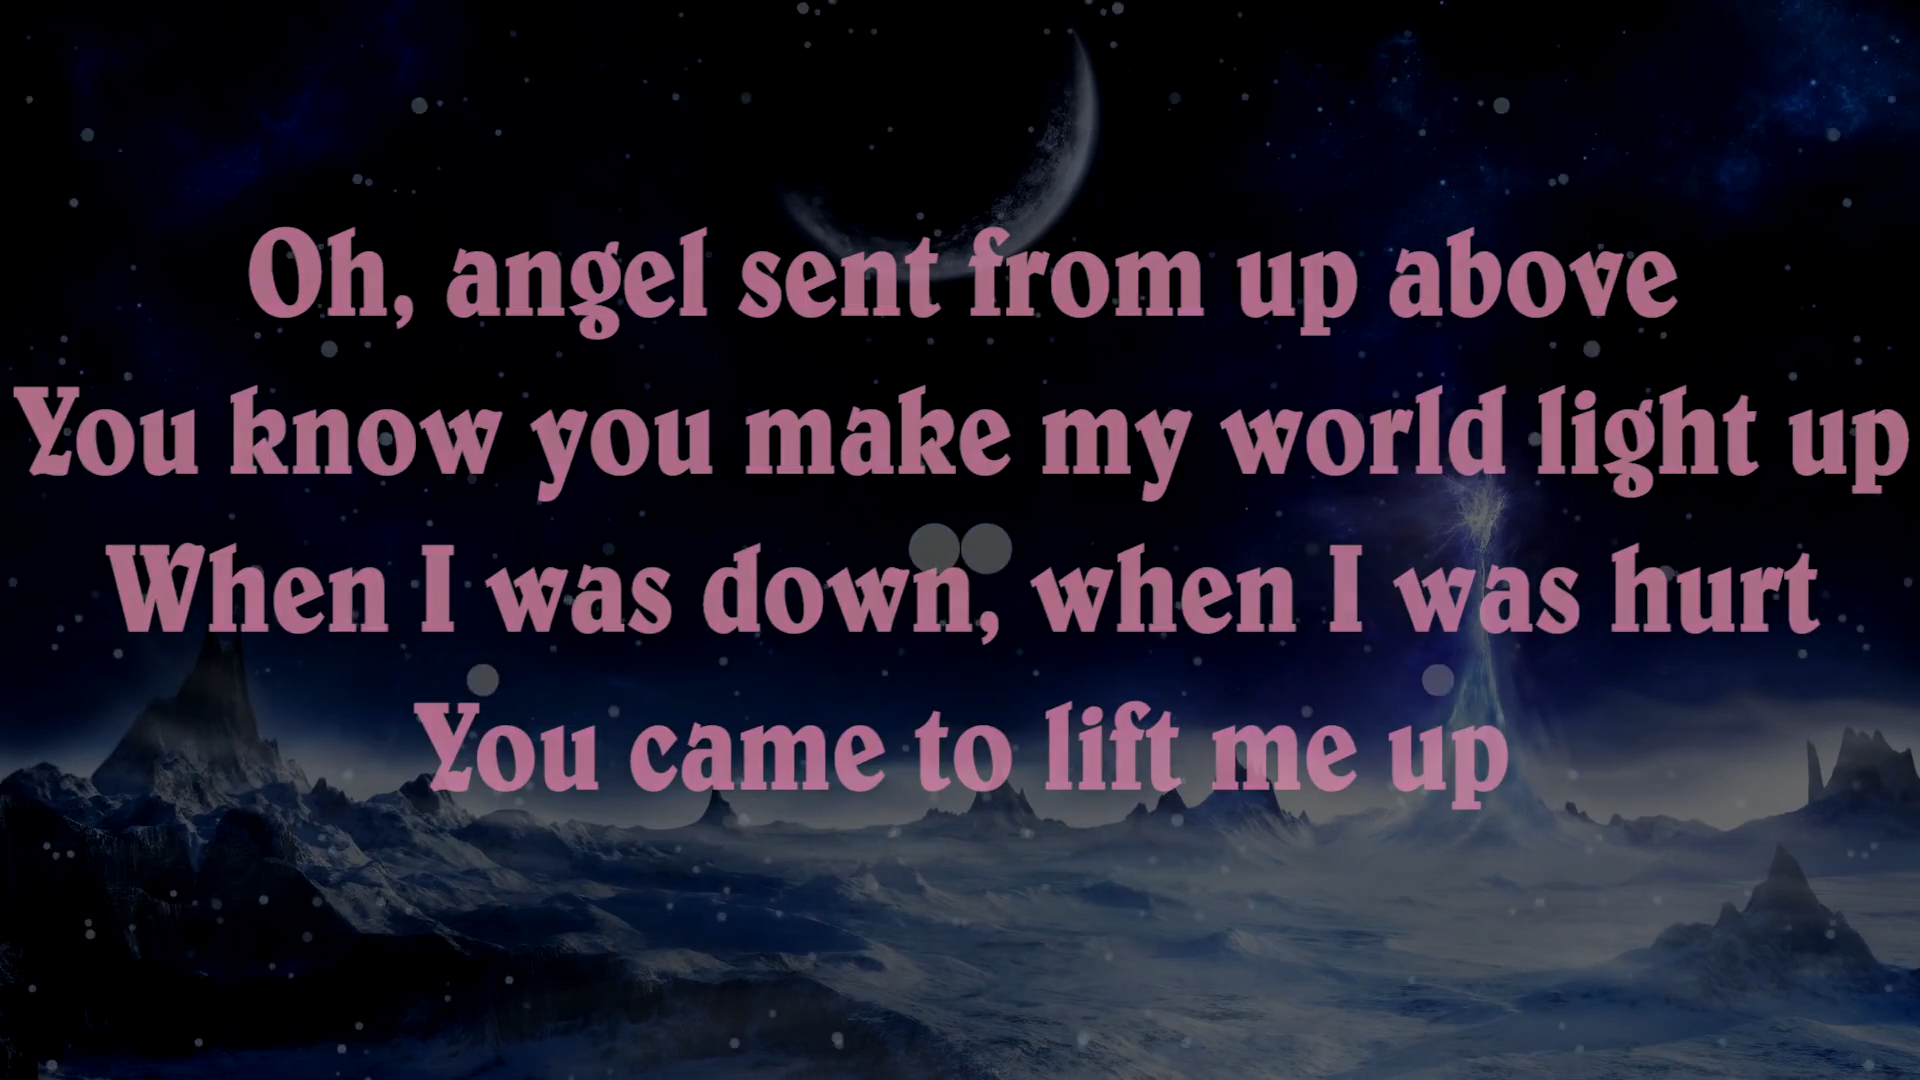 Oh, angel sent from up above
You know you make my world light up
When I was down, when I was hurt
You came to lift me up